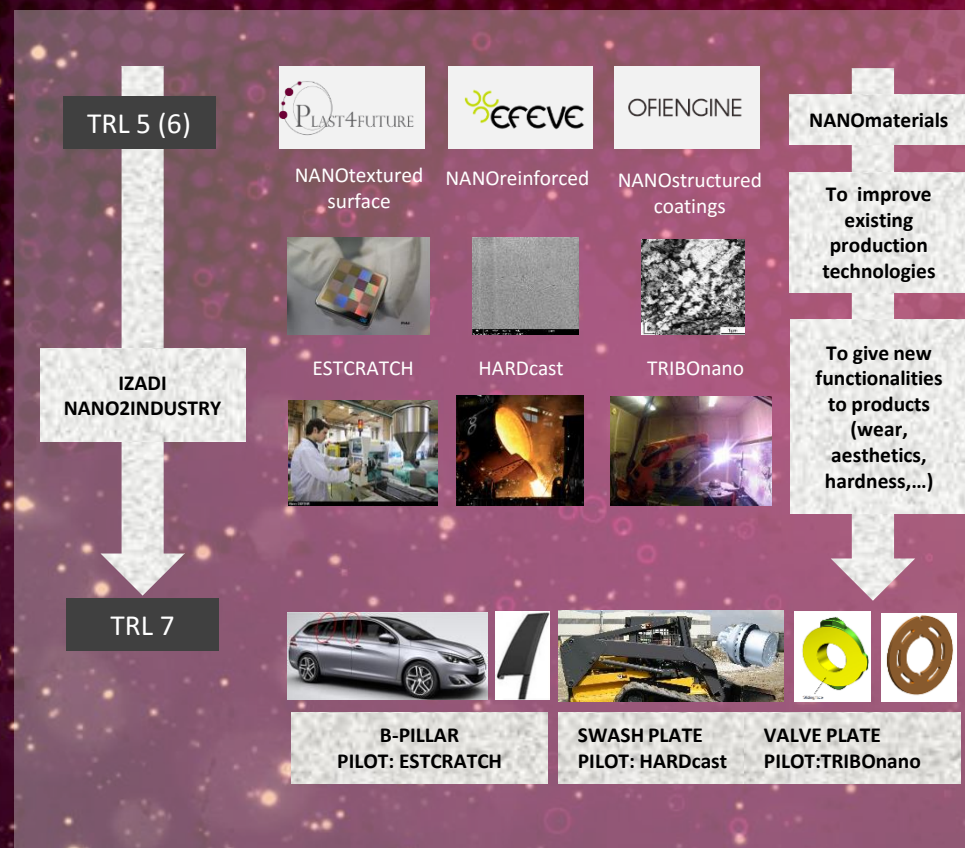 TRL 5 (6)
PLAST4FUTURE
EFEVE
OFIENGINE
NANOmaterials
NANOtextured
surface
NANOreinforced
NANOstructured
coatings
To improve
existing
production
technologies
1µm
IZADI
NANO2INDUSTRY
ESTCRATCH
HARDcast
TRIBOnano
To give new
functionalities
to products
(wear,
aesthetics,
hardness,...)
TRL 7
B-PILLAR
PILOT: ESTCRATCH
SWASH PLATE
PILOT: HARDcast
VALVE PLATE
PILOT:TRIBOnano